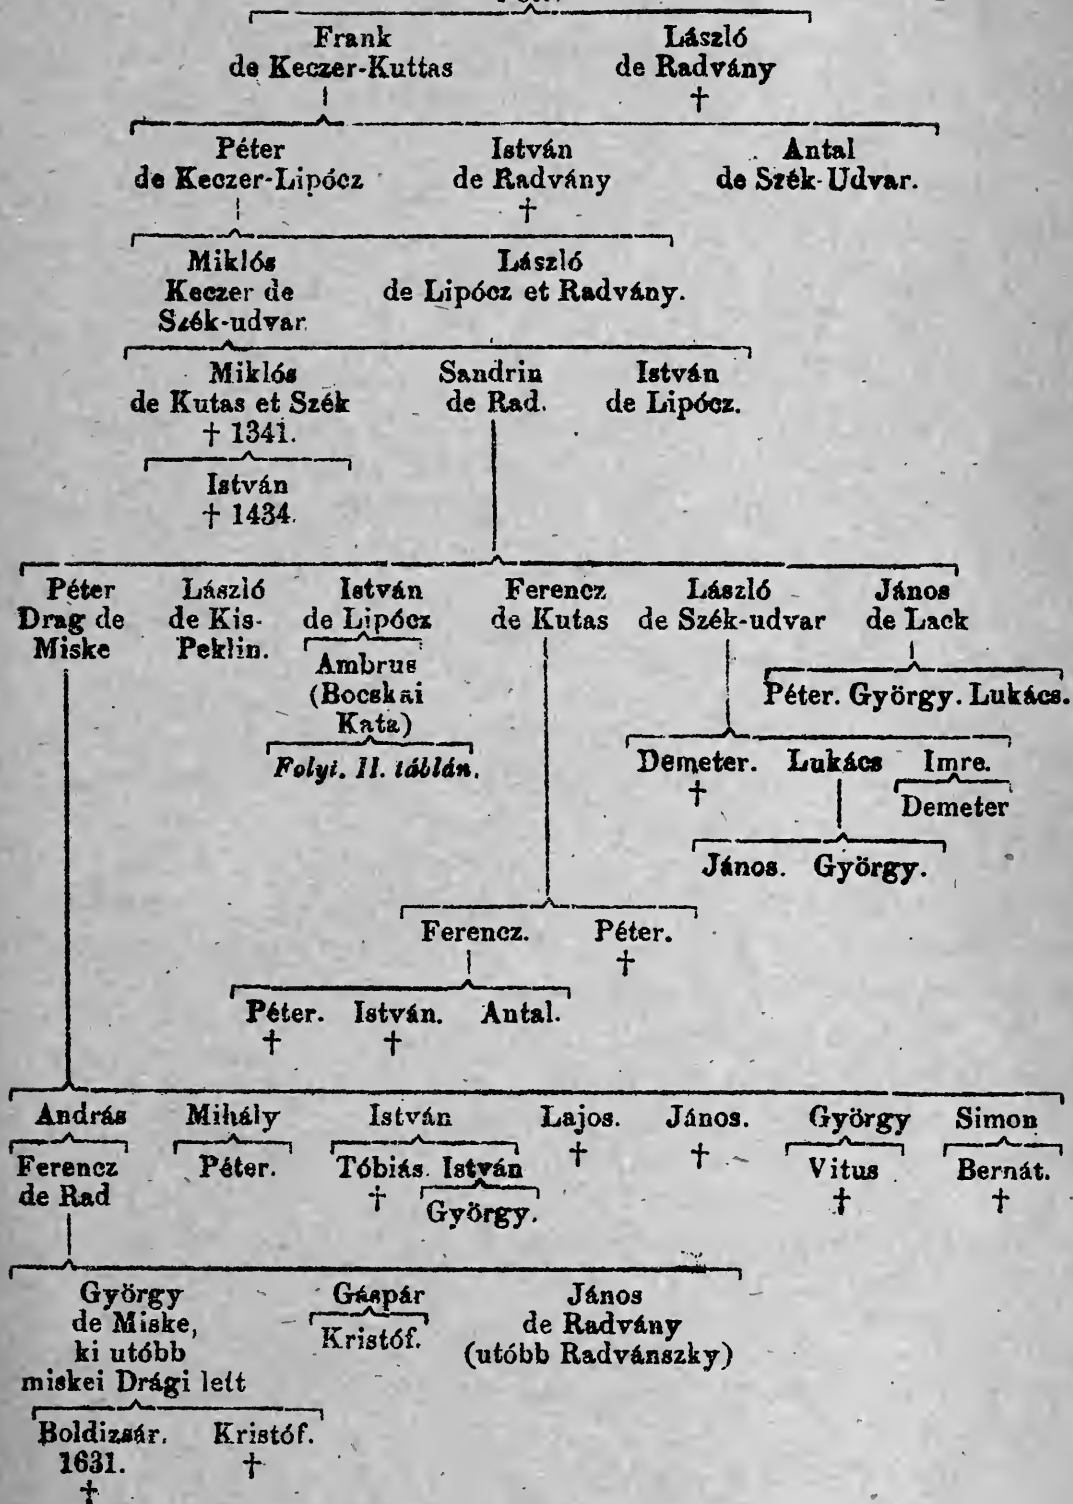 Frank László
de Keczer-Kuttas de Radvány
†
Péter István Antal
de Keczer-Lipócz de Radvány de Szék-Udvar.
†
Miklós László
Keczer de de Lipócz et Radvány.
Szék-udvar
Miklós Sandrin István
de Kutas et Szék de Rad. de Lipócz.
† 1341.
István
† 1434.
Péter László István Ferencz László János
Drag de de Kis- de Lipócz de Kutas de Szék-udvar de Lack
Miske Peklin.
Ambrus
(Bocskai
Kata)
Péter. György. Lukács.
Folyt. II. táblán.
Demeter. Lukács Imre.
†
Demeter
János. György.
Ferencz. Péter.
†
Péter. István. Antal.
† †
András Mihály István Lajos. János. György Simon
† †
Ferencz Péter. Tóbiás. István Vitus Bernát.
de Rad † † †
György.
György Gáspár János
de Miske, Kristóf. de Radvány
ki utóbb (utóbb Radvánszky)
miskei Drági lett
Boldizsár. Kristóf.
1631. †
†